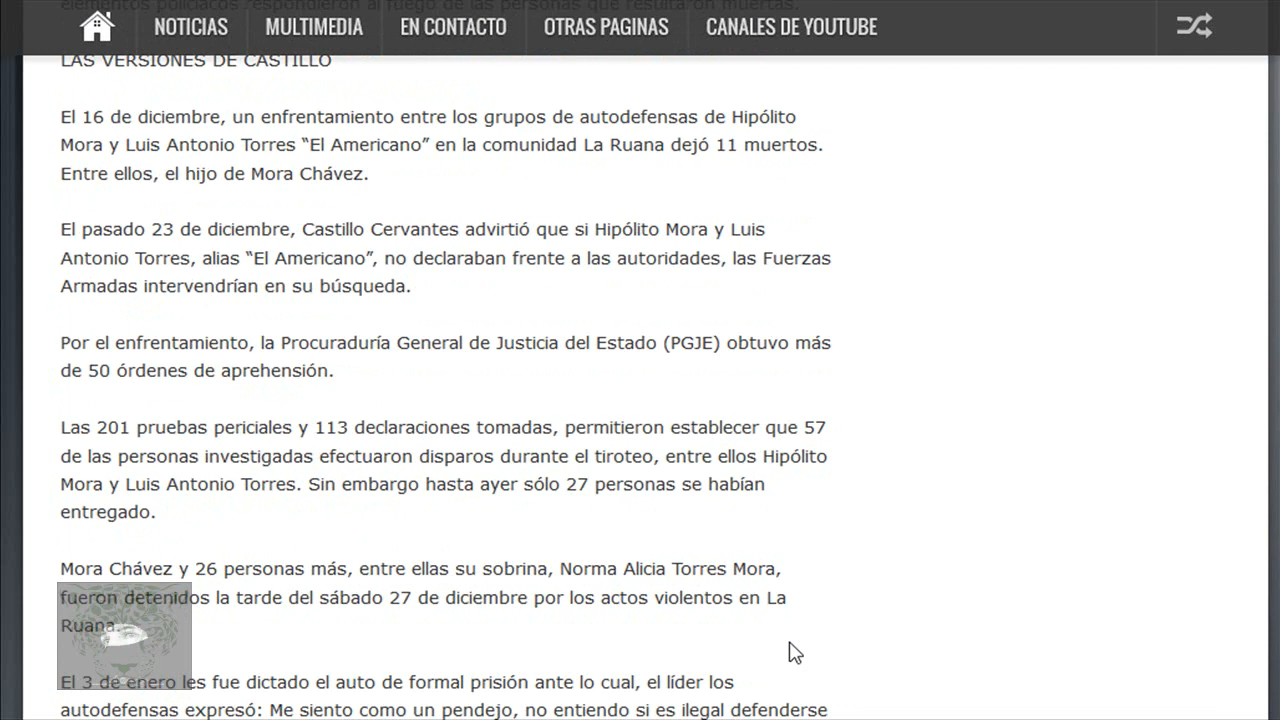 elementos policiacos respondieron al fuego de las personas que resultaron muertas.
NOTICIAS MULTIMEDIA EN CONTACTO OTRAS PAGINAS CANALES DE YOUTUBE
LAS VERSIONES DE CASTILLO
El 16 de diciembre, un enfrentamiento entre los grupos de autodefensas de Hipólito
Mora y Luis Antonio Torres “El Americano” en la comunidad La Ruana dejó 11 muertos.
Entre ellos, el hijo de Mora Chávez.
El pasado 23 de diciembre, Castillo Cervantes advirtió que si Hipólito Mora y Luis
Antonio Torres, alias “El Americano”, no declaraban frente a las autoridades, las Fuerzas
Armadas intervendrían en su búsqueda.
Por el enfrentamiento, la Procuraduría General de Justicia del Estado (PGJE) obtuvo más
de 50 órdenes de aprehensión.
Las 201 pruebas periciales y 113 declaraciones tomadas, permitieron establecer que 57
de las personas investigadas efectuaron disparos durante el tiroteo, entre ellos Hipólito
Mora y Luis Antonio Torres. Sin embargo hasta ayer sólo 27 personas se habían
entregado.
Mora Chávez y 26 personas más, entre ellas su sobrina, Norma Alicia Torres Mora,
fueron detenidos la tarde del sábado 27 de diciembre por los actos violentos en La
Ruana.
El 3 de enero les fue dictado el auto de formal prisión ante lo cual, el líder los
autodefensas expresó: Me siento como un pendejo, no entiendo si es ilegal defenderse